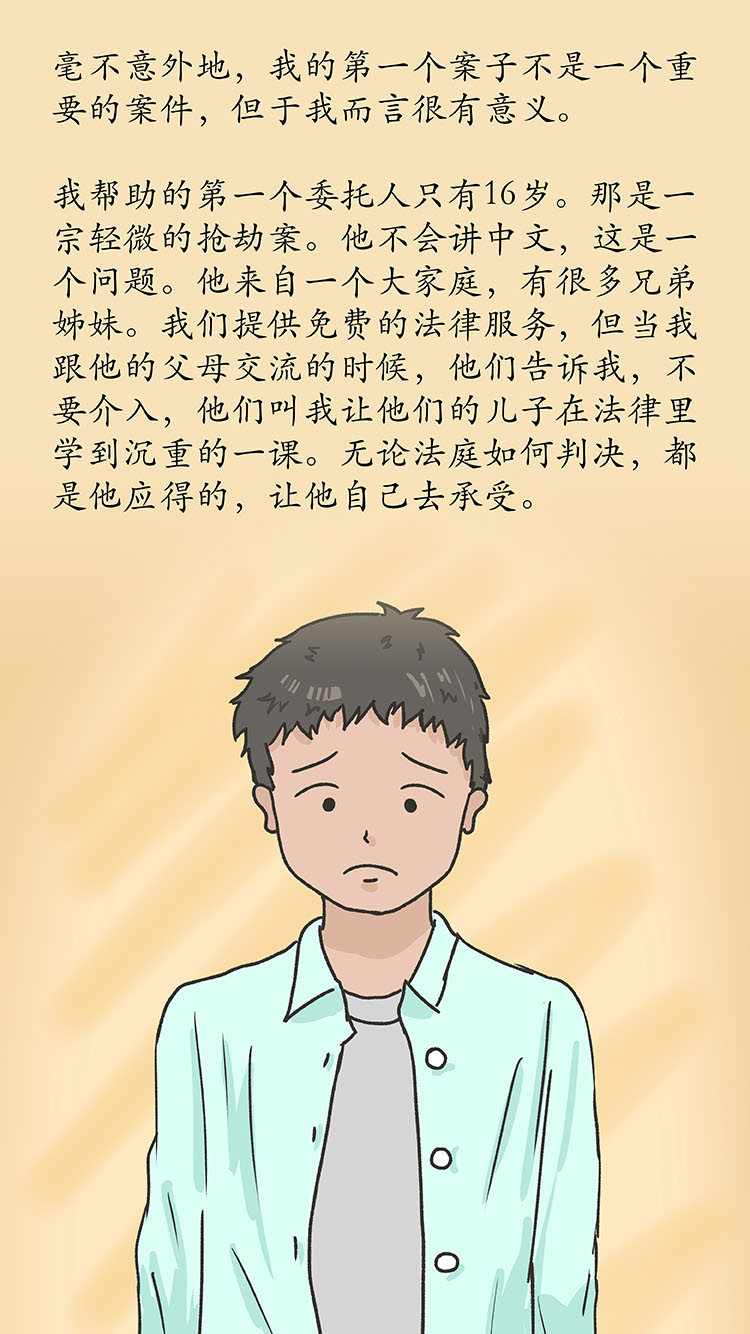 毫不意外地，我的第一个案子不是一个重
要的案件，但于我而言很有意义。
我帮助的第一个委托人只有16岁。那是一
宗轻微的抢劫案。他不会讲中文，这是一
个问题。他来自一个大家庭，有很多兄弟
姊妹。我们提供免费的法律服务，但当我
跟他的父母交流的时候，他们告诉我，不
要介入，他们叫我让他们的儿子在法律里
学到沉重的一课。无论法庭如何判决，都
是他应得的，让他自己去承受。